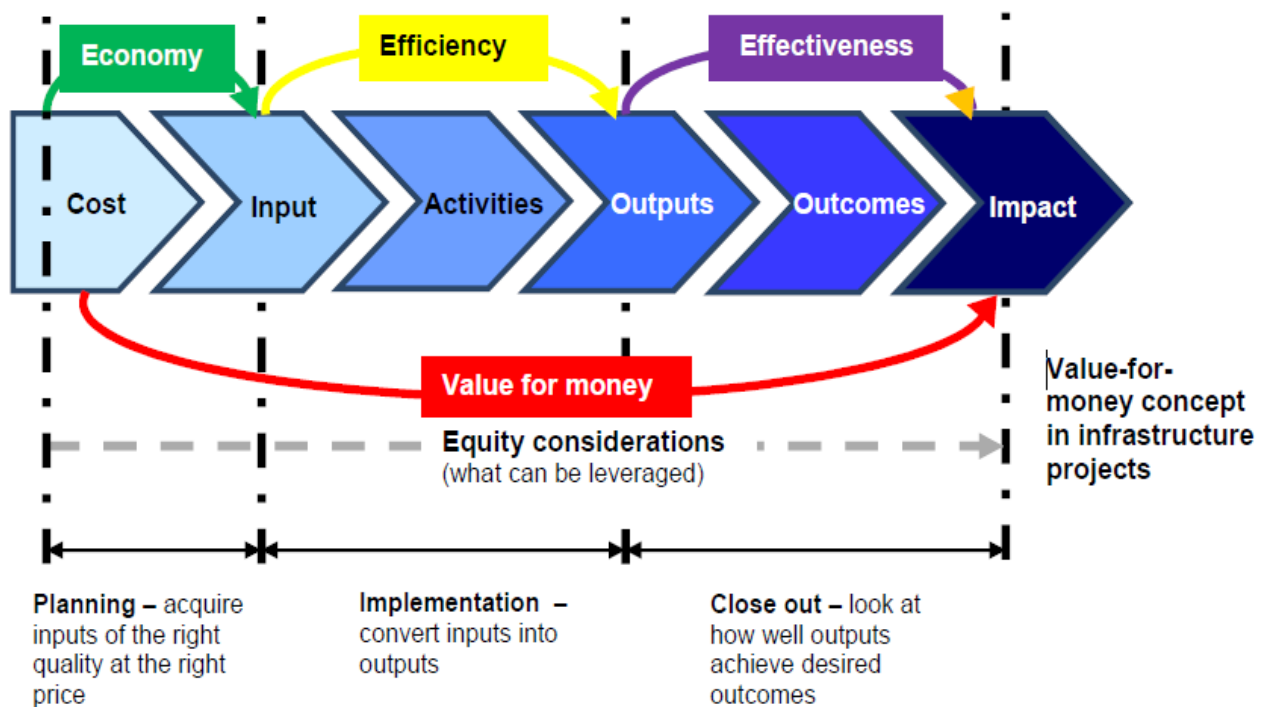 Economy
Efficiency
Effectiveness
Cost
Input
Activities
Outputs
Outcomes
Impact
Value for money
Equity considerations
(what can be leveraged)
Value-for-
money concept
in infrastructure
projects
Planning – acquire
inputs of the right
quality at the right
price
Implementation –
convert inputs into
outputs
Close out – look at
how well outputs
achieve desired
outcomes